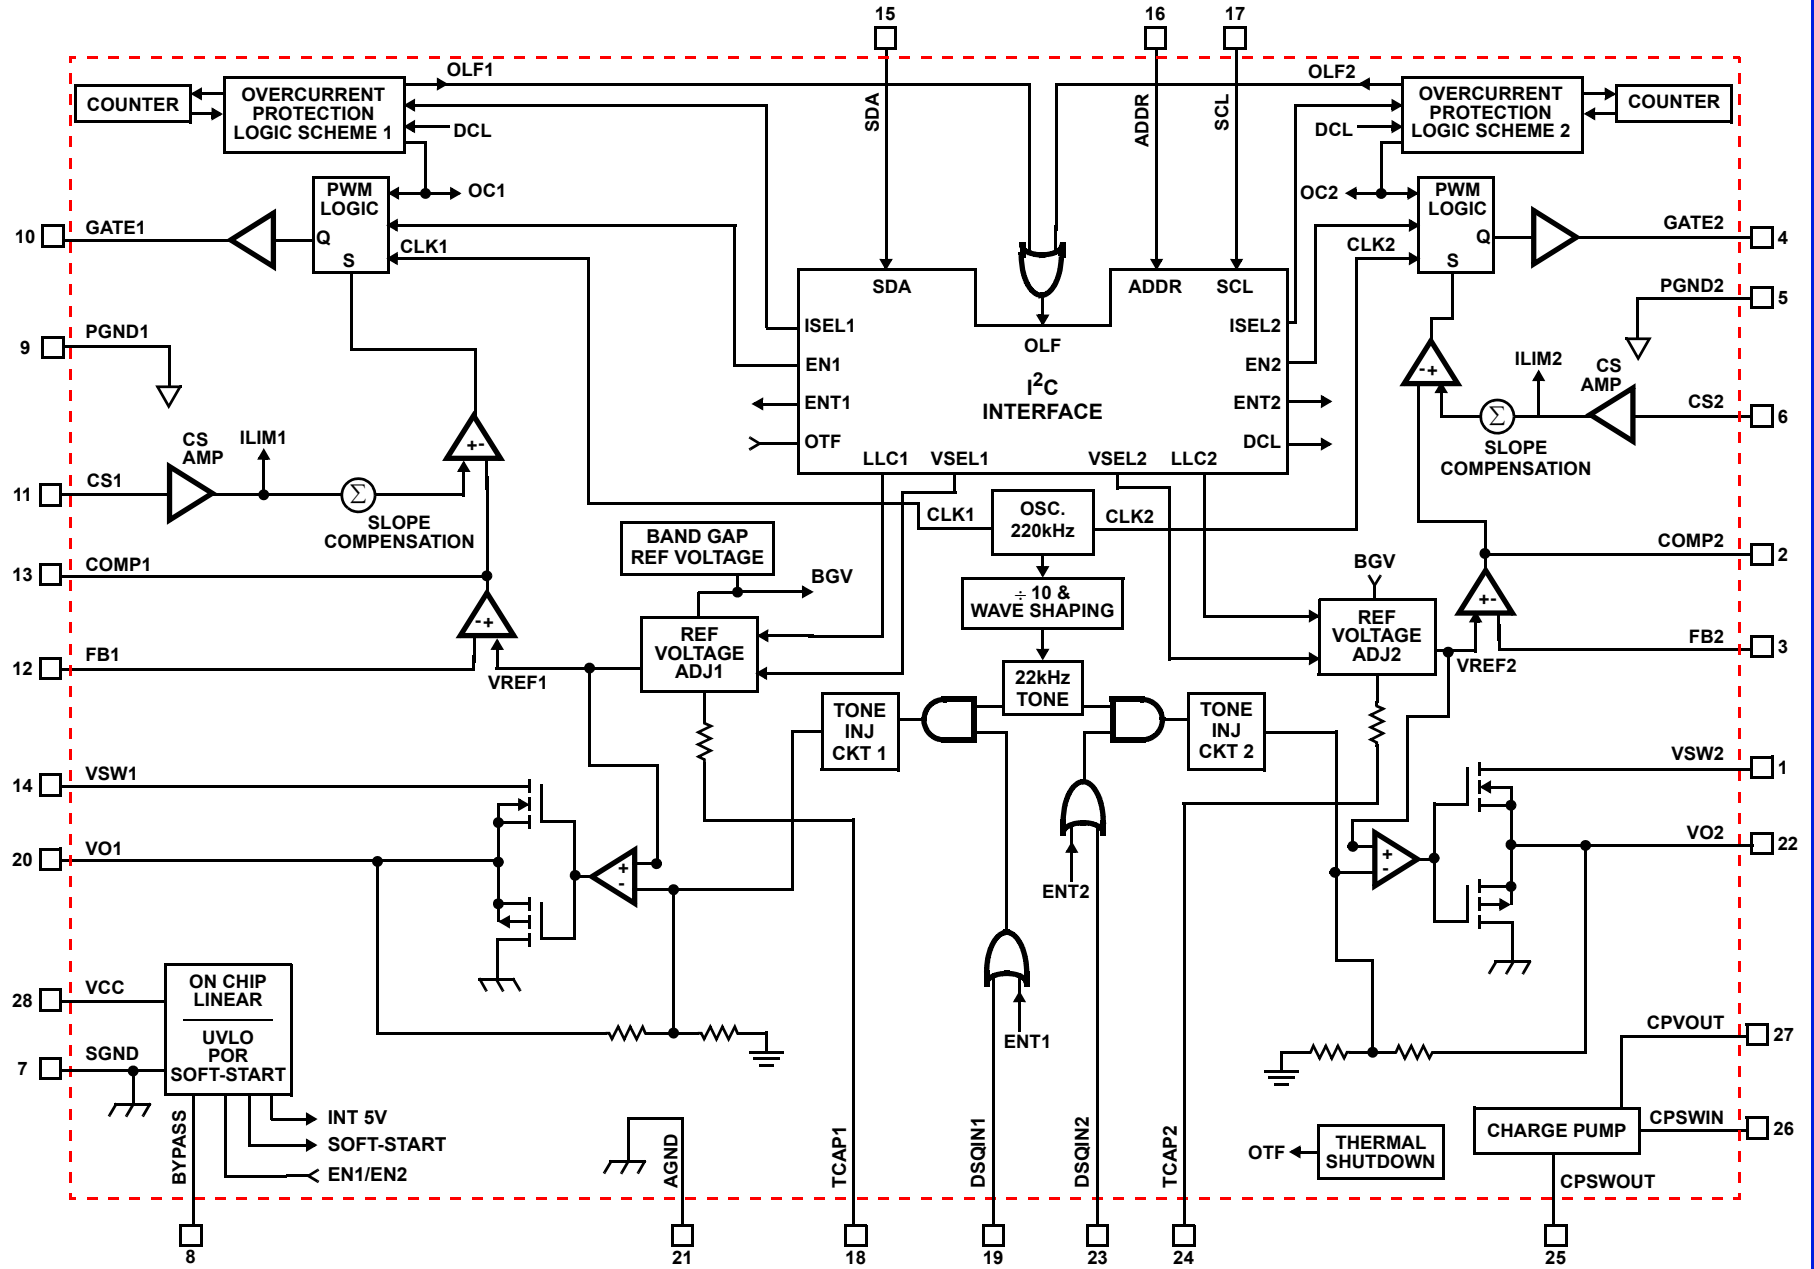 15
16
17
OLF1
OLF2
COUNTER
OVERCURRENT
PROTECTION
LOGIC SCHEME 1
DCL
SDA
ADDR
SCL
DCL
OVERCURRENT
PROTECTION
LOGIC SCHEME 2
COUNTER
PWM
LOGIC
Q
S
OC1
CLK1
OC2
CLK2
PWM
LOGIC
Q
S
10
GATE1
GATE2
4
PGND2
5
9
PGND1
SDA
ADDR
SCL
ISEL1
EN1
ENT1
OTF
LLC1
VSEL1
OLF
I2C
INTERFACE
ISEL2
EN2
ENT2
DCL
VSEL2
LLC2
CS
AMP
ILIM1
+-
11
CS1
Σ
SLOPE
COMPENSATION
-+
ILIM2
CS
AMP
CS2
6
Σ
SLOPE
COMPENSATION
CLK1
OSC.
220kHz
CLK2
BAND GAP
REF VOLTAGE
BGV
÷ 10 &
WAVE SHAPING
BGV
13
COMP1
COMP2
2
-+
+-
REF
VOLTAGE
ADJ1
REF
VOLTAGE
ADJ2
12
FB1
VREF1
VREF2
FB2
3
22kHz
TONE
TONE
INJ
CKT 1
TONE
INJ
CKT 2
14
VSW1
VSW2
1
20
VO1
VO2
22
+
-
+
-
ENT2
ENT1
28
VCC
7
SGND
ON CHIP
LINEAR
UVLO
POR
SOFT-START
INT 5V
SOFT-START
EN1/EN2
BYPASS
AGND
TCAP1
DSQIN1
DSQIN2
TCAP2
OTF
THERMAL
SHUTDOWN
CPVOUT
27
CHARGE PUMP
CPSWIN
26
CPSWOUT
8
21
18
19
23
24
25